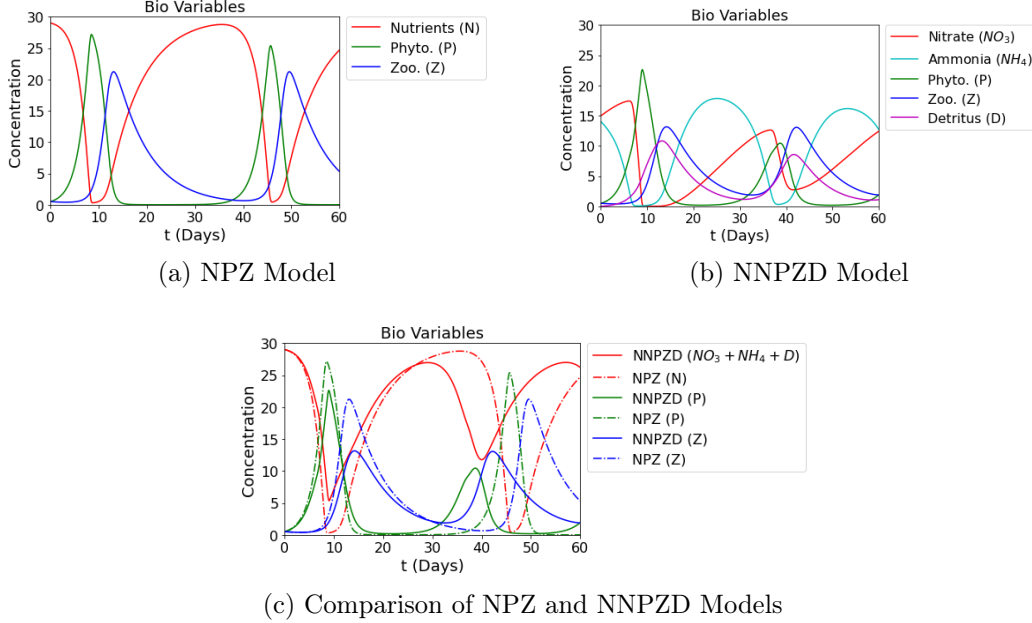 Bio Variables
Concentration
30
25
20
15
10
5
0
0 10 20 30 40 50 60
t (Days)
Nutrients (N)
Phyto. (P)
Zoo. (Z)
(a) NPZ Model
Bio Variables
Concentration
30
25
20
15
10
5
0
0 10 20 30 40 50 60
t (Days)
Nitrate (NO₃)
Ammonia (NH₄)
Phyto. (P)
Zoo. (Z)
Detritus (D)
(b) NNPZD Model
Bio Variables
Concentration
30
25
20
15
10
5
0
0 10 20 30 40 50 60
t (Days)
NNPZD (NO₃ + NH₄ + D)
NPZ (N)
NNPZD (P)
NPZ (P)
NNPZD (Z)
NPZ (Z)
(c) Comparison of NPZ and NNPZD Models